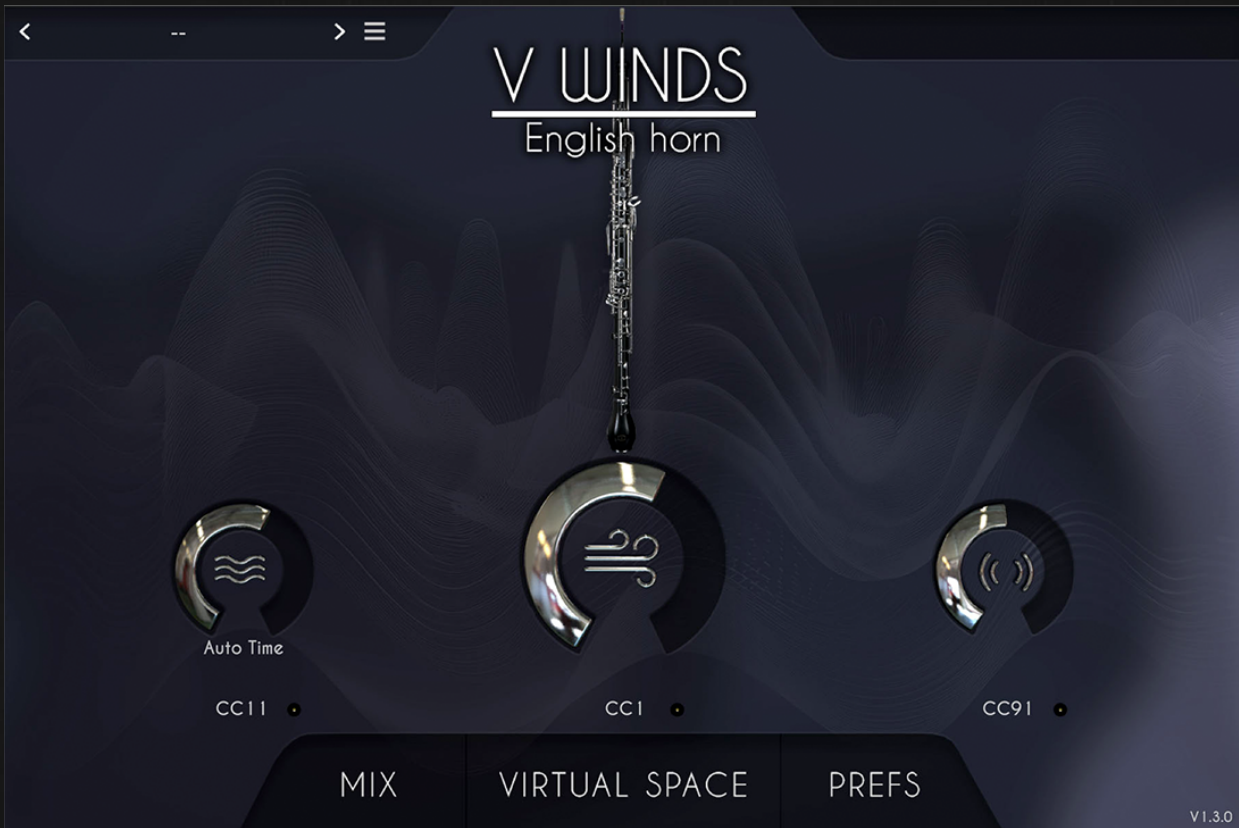 --
V WINDS
English horn
Auto Time
CC11
CC1
CC91
MIX
VIRTUAL SPACE
PREFS
V1.3.0